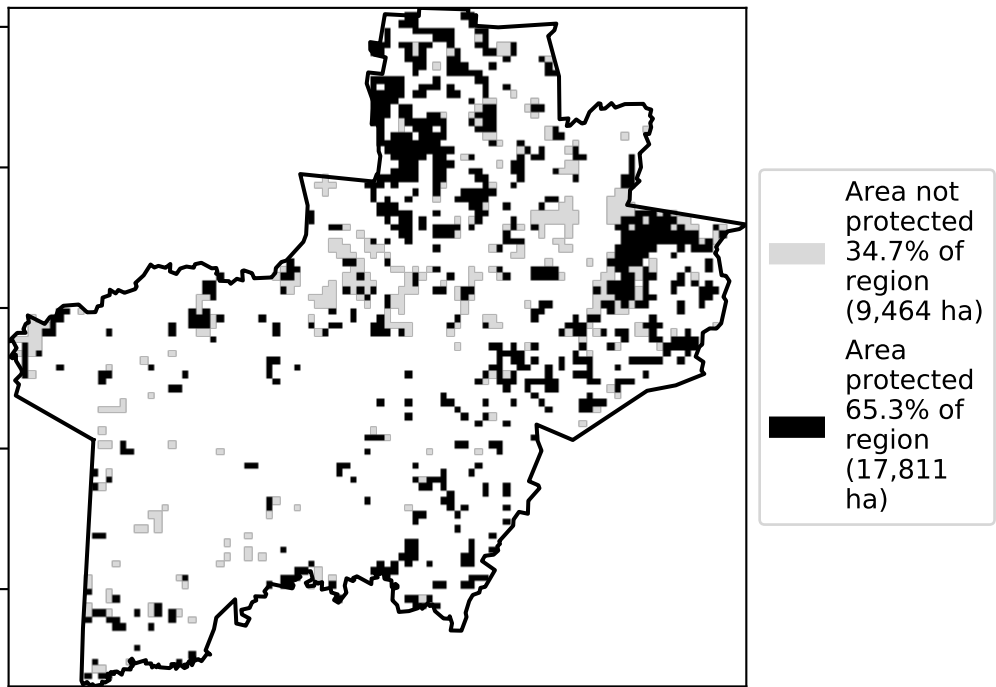 Area not
protected
34.7% of
region
(9,464 ha)
Area
protected
65.3% of
region
(17,811
ha)